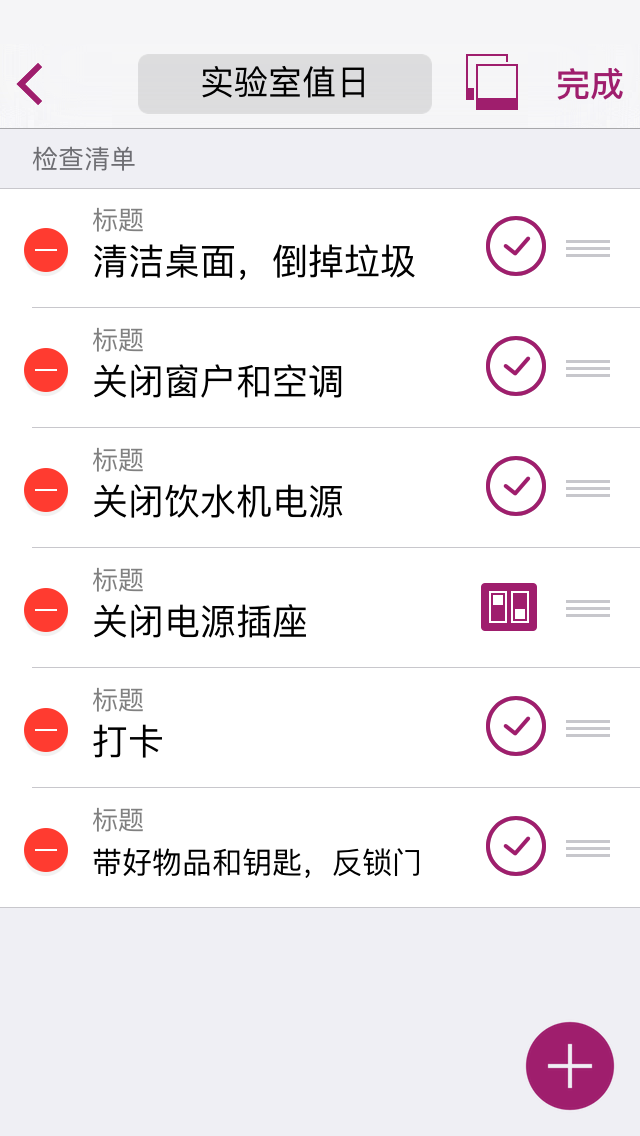 实验室值日
完成
检查清单
标题
清洁桌面，倒掉垃圾
标题
关闭窗户和空调
标题
关闭饮水机电源
标题
关闭电源插座
标题
打卡
标题
带好物品和钥匙，反锁门